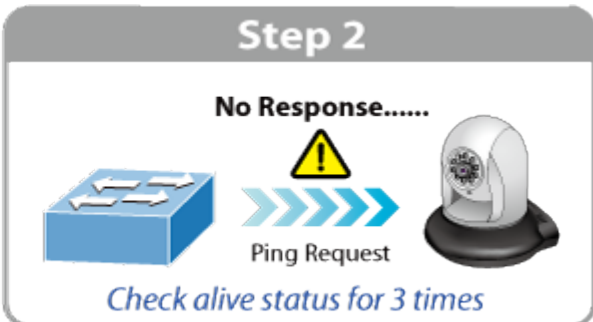 Step 2
No Response......
Ping Request
Check alive status for 3 times